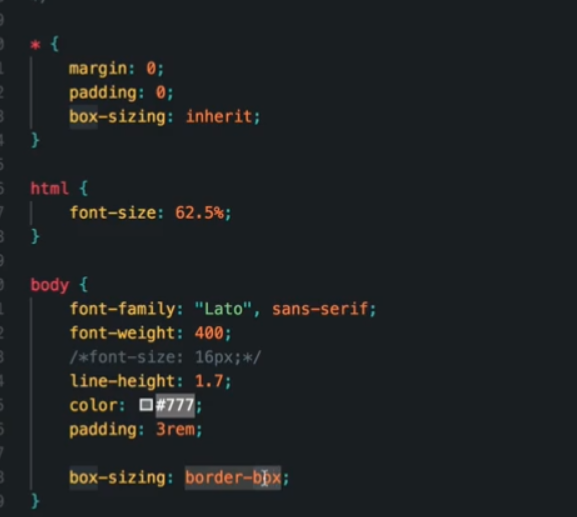 * {
margin: 0;
padding: 0;
box-sizing: inherit;
}
html {
font-size: 62.5%;
}
body {
font-family: "Lato", sans-serif;
font-weight: 400;
/*font-size: 16px;*/
line-height: 1.7;
color: #777;
padding: 3rem;
box-sizing: border-box;
}